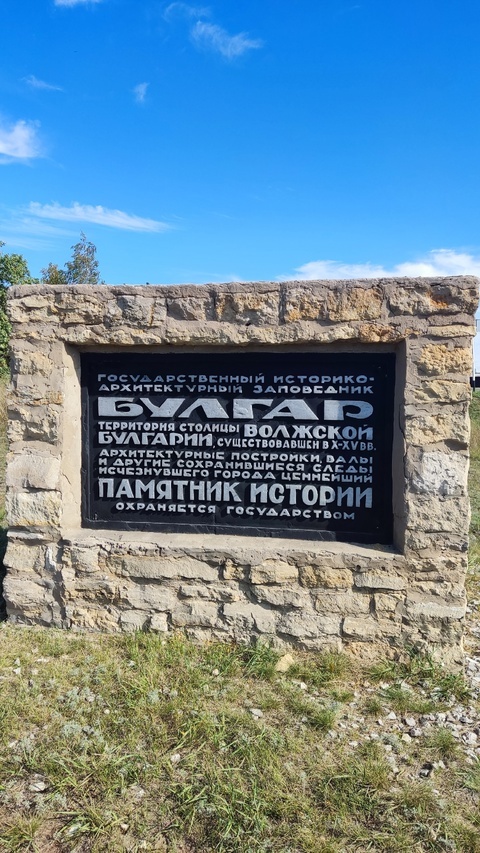 ГОСУДАРСТВЕННЫЙ ИСТОРИКО-
АРХИТЕКТУРНЫЙ ЗАПОВЕДНИК
БУЛГАР
ТЕРРИТОРИЯ СТОЛИЦЫ ВОЛЖСКОЙ
БУЛГАРИИ, СУЩЕСТВОВАВШЕЙ В X-XV ВВ.
АРХИТЕКТУРНЫЕ ПОСТРОЙКИ, ВАЛЫ
И ДРУГИЕ СОХРАНИВШИЕСЯ СЛЕДЫ
ИСЧЕЗНУВШЕГО ГОРОДА ЦЕННЕЙШИЙ
ПАМЯТНИК ИСТОРИИ
ОХРАНЯЕТСЯ ГОСУДАРСТВОМ